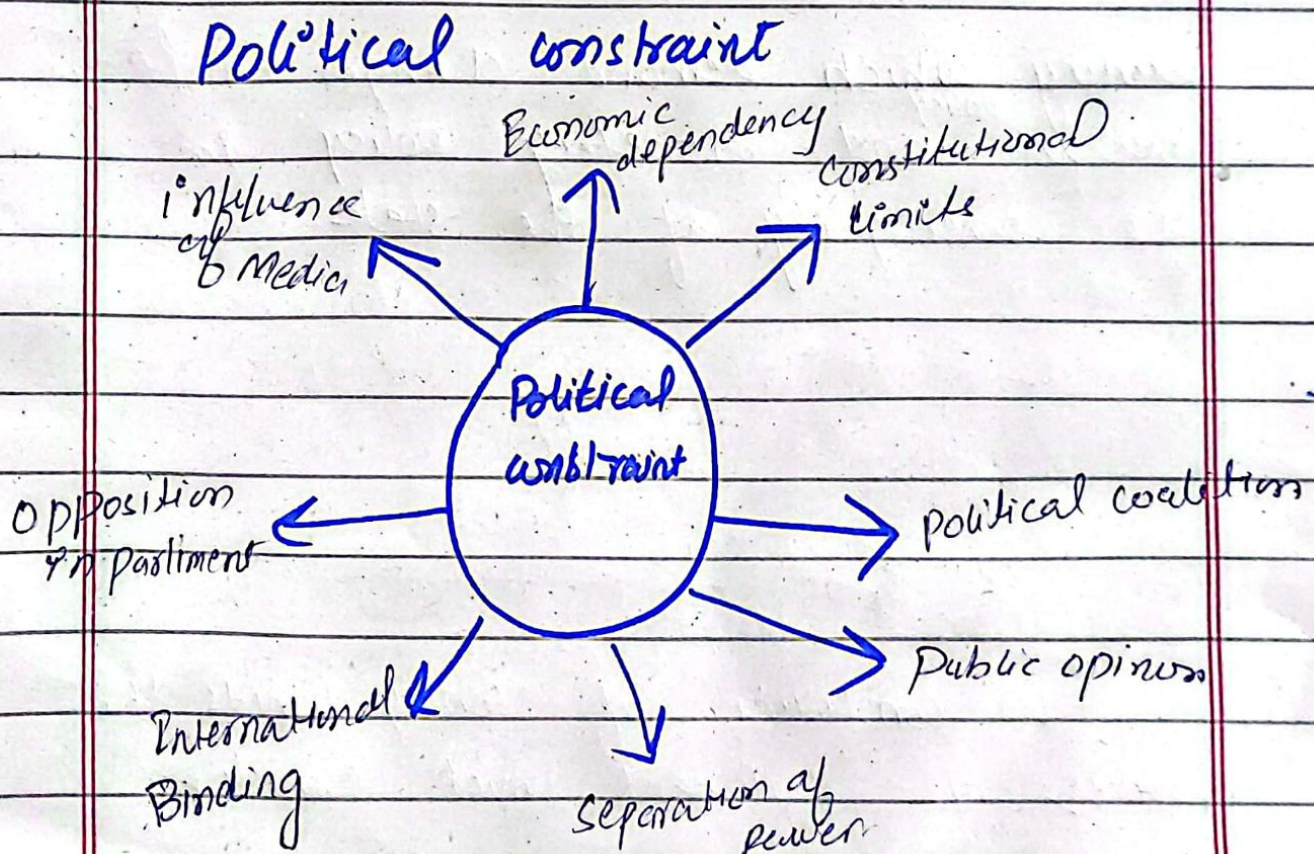 Political constraint
Economic
dependency
Constitutional
limits
influence
of Media
Political
constraint
Opposition
in parliment
Political coalition
Public opinion
International
Binding
Separation of
power